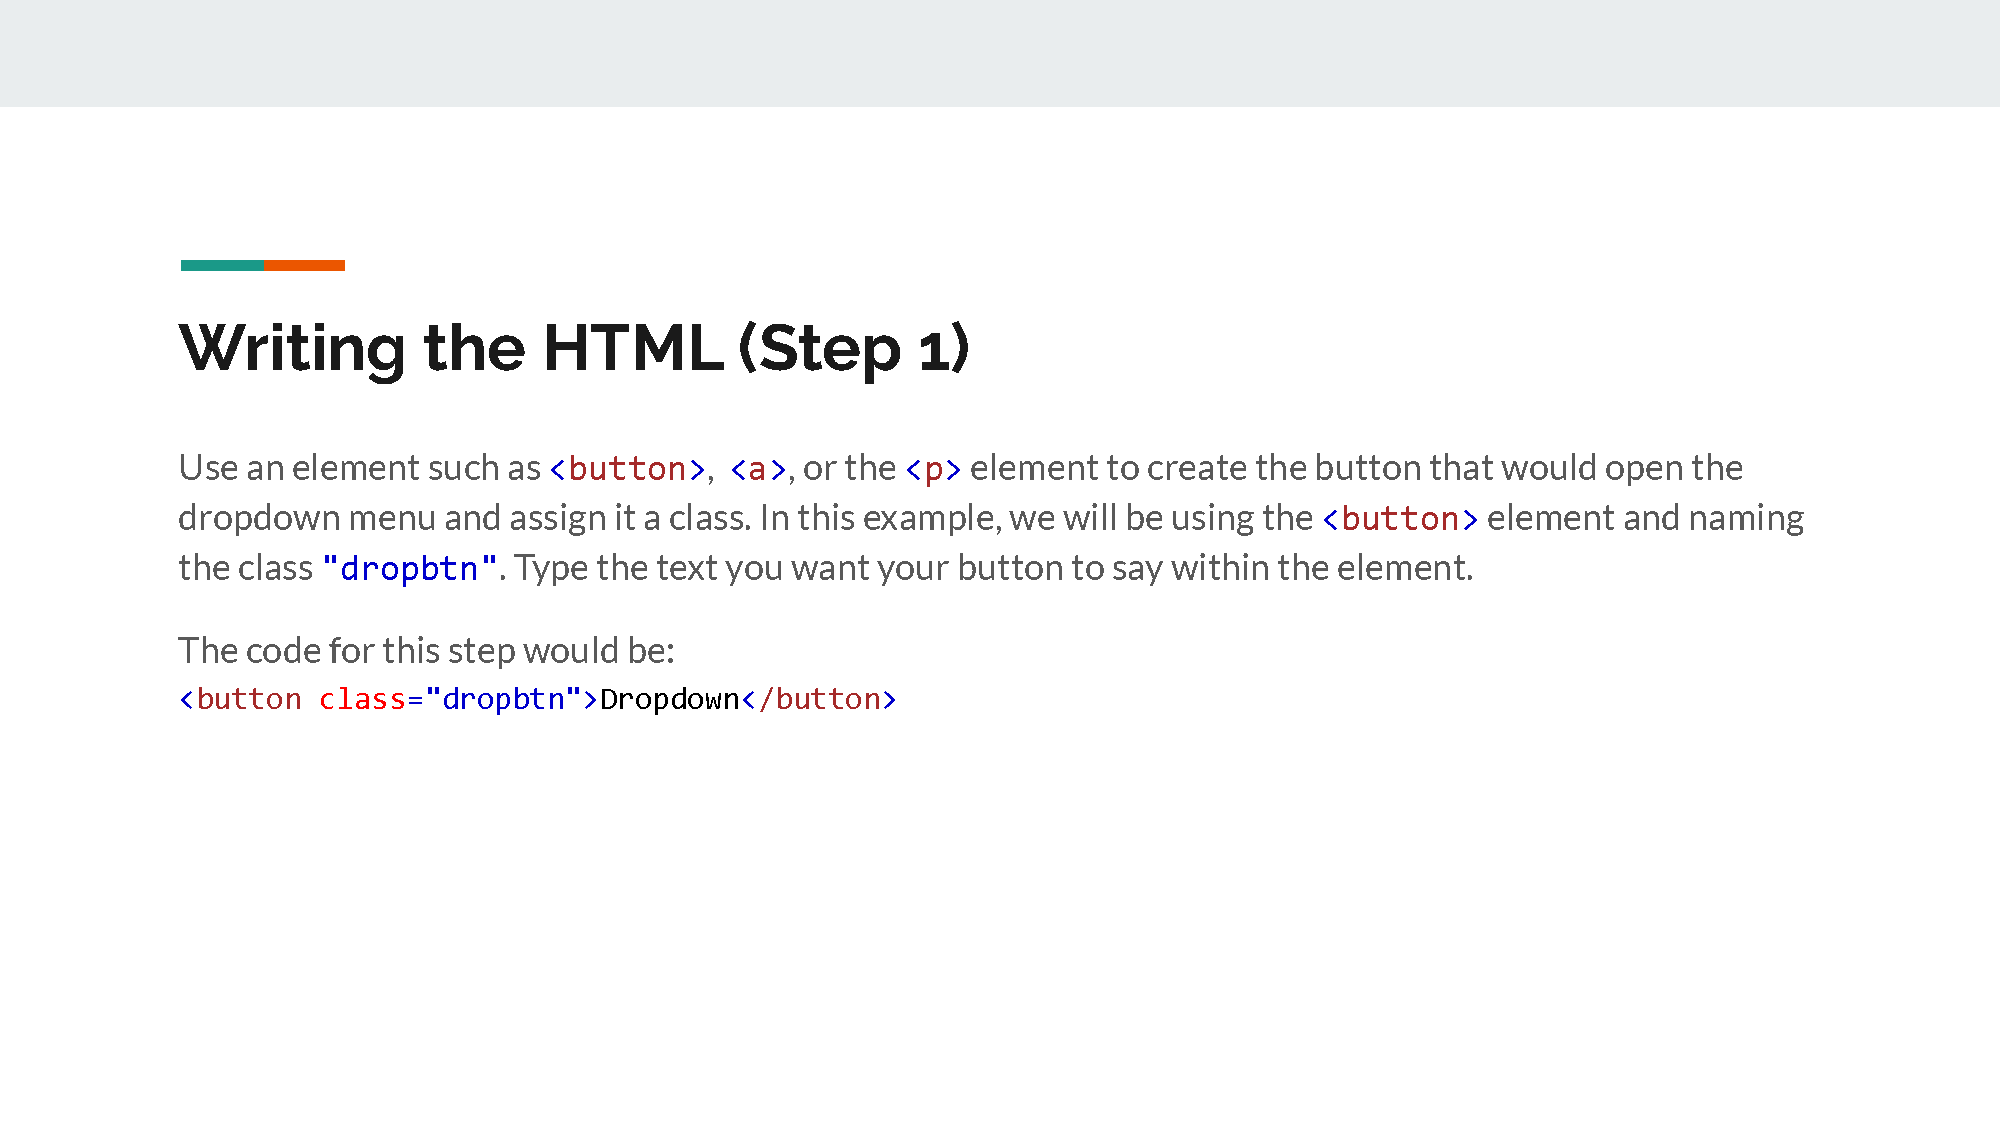 Writing the HTML (Step 1)
Use an element such as <button>, <a>, or the <p> element to create the button that would open the
dropdown menu and assign it a class. In this example, we will be using the <button> element and naming
the class "dropbtn". Type the text you want your button to say within the element.
The code for this step would be:
<button class="dropbtn">Dropdown</button>